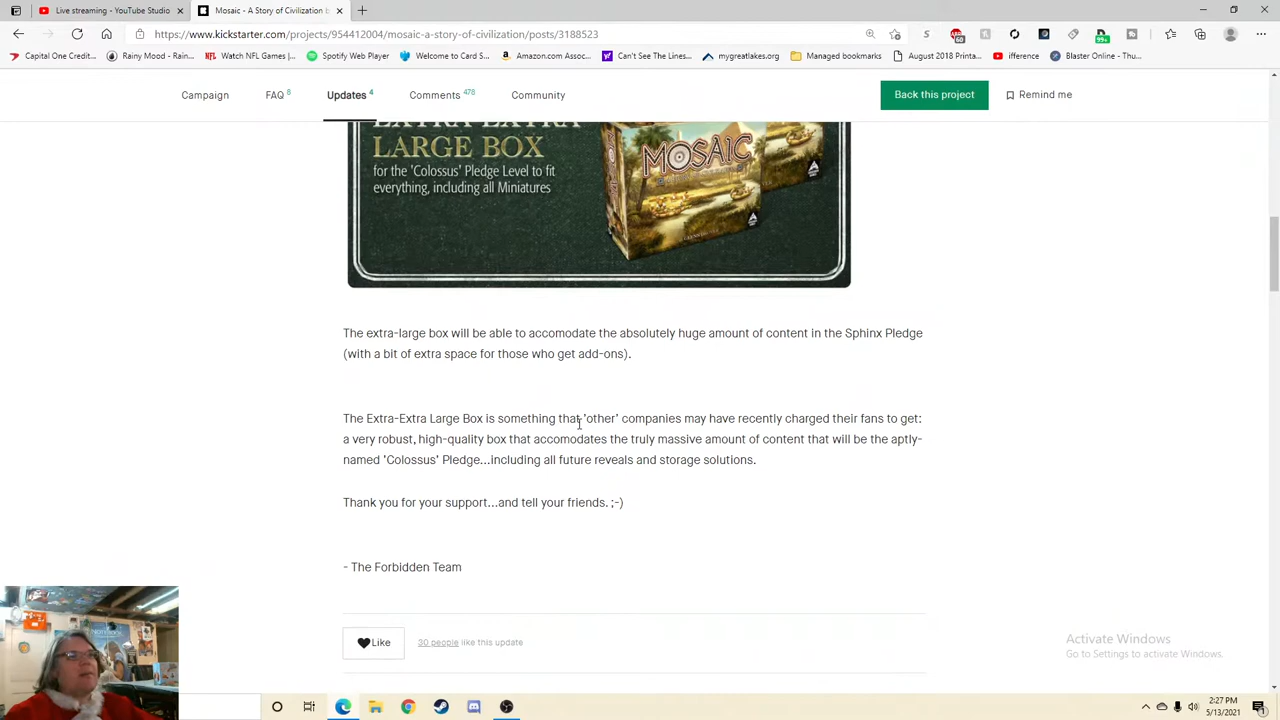 Live streaming - YouTube Studio
Mosaic - A Story of Civilization b
https://www.kickstarter.com/projects/954412004/mosaic-a-story-of-civilization/posts/3188523
Capital One Credit...
Rainy Mood - Rain...
Watch NFL Games |...
Spotify Web Player
Welcome to Card S...
Amazon.com Assoc...
Can't See The Lines...
mygreatlakes.org
Managed bookmarks
August 2018 Printa...
ifference
Blaster Online - Thu...
60
99+
Campaign
FAQ 8
Updates 4
Comments 478
Community
Back this project
Remind me
EXTRA-EXTRA
LARGE BOX
for the 'Colossus' Pledge Level to fit
everything, including all Miniatures
MOSAIC
The extra-large box will be able to accomodate the absolutely huge amount of content in the Sphinx Pledge
(with a bit of extra space for those who get add-ons).
The Extra-Extra Large Box is something that 'other' companies may have recently charged their fans to get:
a very robust, high-quality box that accomodates the truly massive amount of content that will be the aptly-
named 'Colossus' Pledge...including all future reveals and storage solutions.
Thank you for your support...and tell your friends. ;-)
- The Forbidden Team
Like
30 people like this update
Activate Windows
Go to Settings to activate Windows.
2:27 PM
5/13/2021